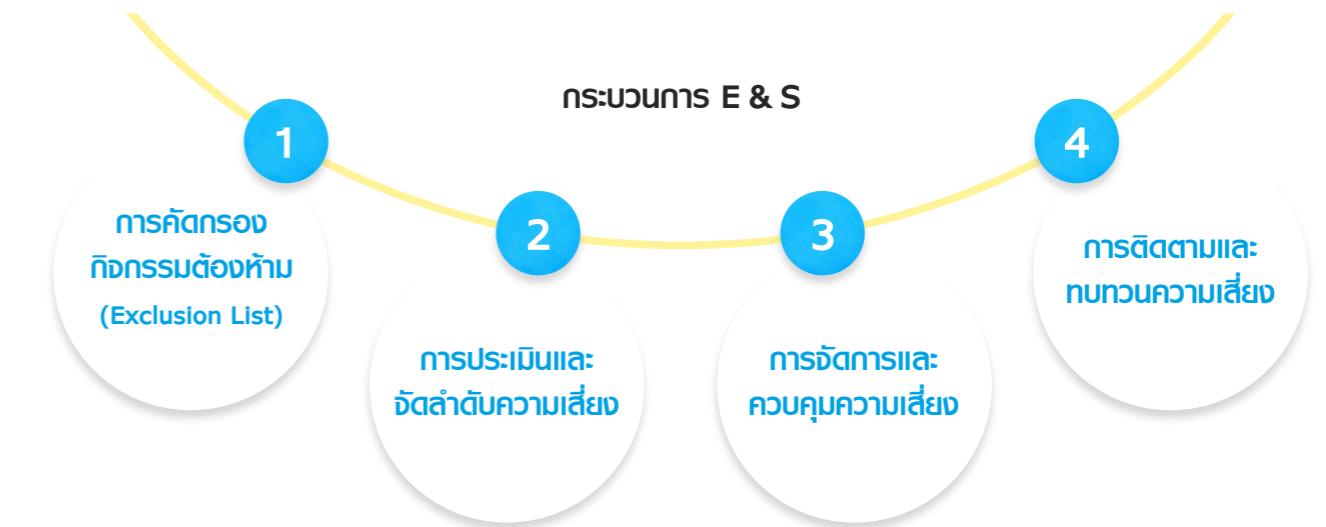 กระบวนการ E & S
1
การคัดกรอง
กิจกรรมต้องห้าม
(Exclusion List)
2
การประเมินและ
จัดลำดับความเสี่ยง
3
การจัดการและ
ควบคุมความเสี่ยง
4
การติดตามและ
ทบทวนความเสี่ยง